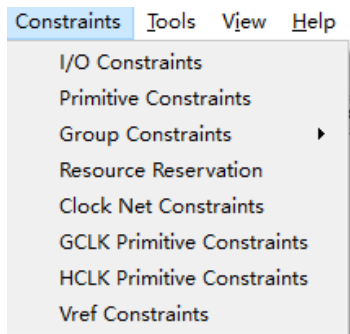 Constraints Tools View Help
I/O Constraints
Primitive Constraints
Group Constraints
Resource Reservation
Clock Net Constraints
GCLK Primitive Constraints
HCLK Primitive Constraints
Vref Constraints